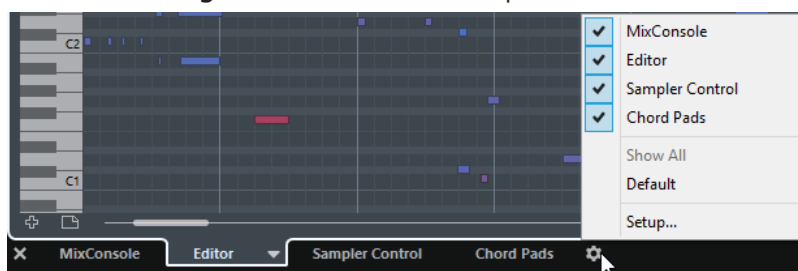 g
MixConsole
Editor
Sampler Control
Chord Pads
Show All
Default
Setup...
C2
C1
MixConsole Editor Sampler Control Chord Pads